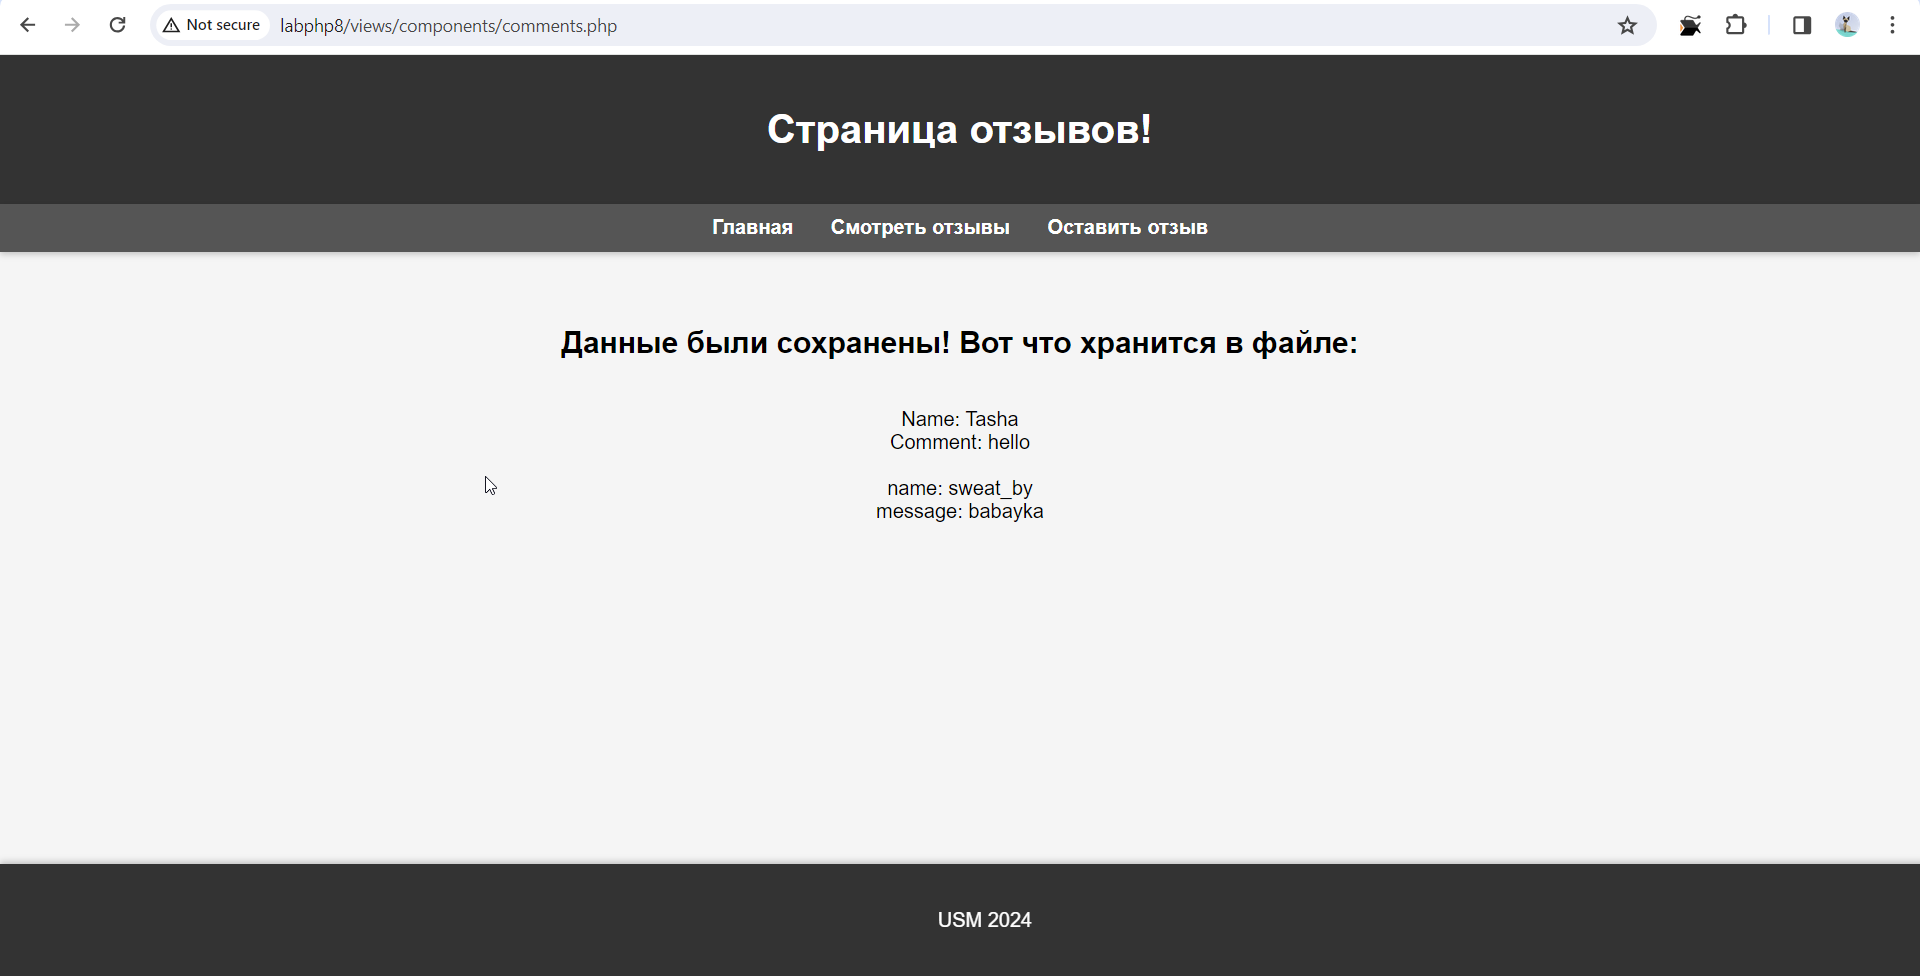 Not secure labphp8/views/components/comments.php
Страница отзывов!
Главная Смотреть отзывы Оставить отзыв
Данные были сохранены! Вот что хранится в файле:
Name: Tasha
Comment: hello
name: sweat_by
message: babayka
USM 2024